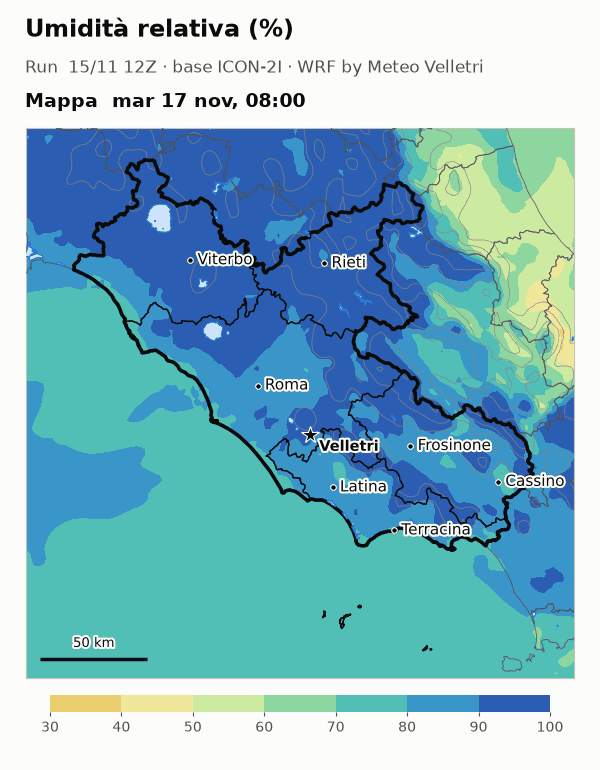 Umidità relativa (%)
Run  15/11 12Z · base ICON-2I · WRF by Meteo Velletri
Mappa  mar 17 nov, 08:00
Viterbo
Rieti
Roma
Velletri
Frosinone
Latina
Cassino
Terracina
50 km
30 40 50 60 70 80 90 100